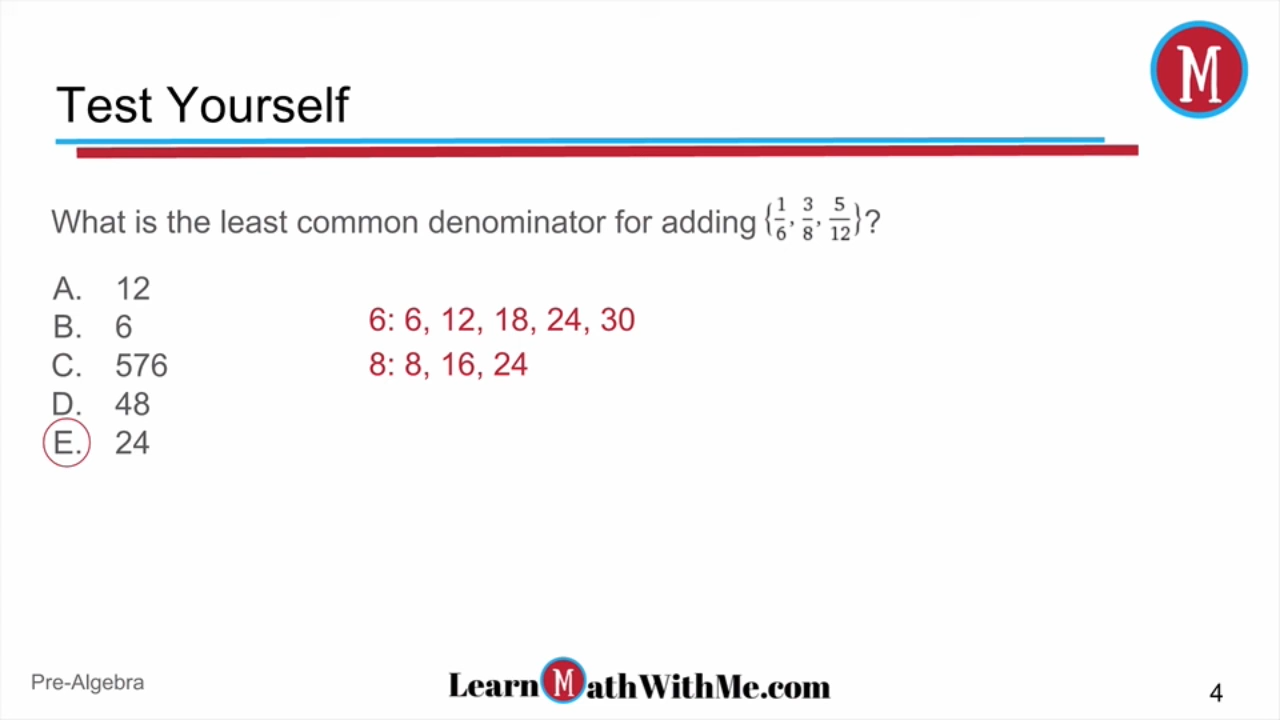 M
Test Yourself
What is the least common denominator for adding {1/6, 3/8, 5/12}?
A. 12
B. 6
C. 576
D. 48
E. 24
6: 6, 12, 18, 24, 30
8: 8, 16, 24
Pre-Algebra
LearnMathWithMe.com
4